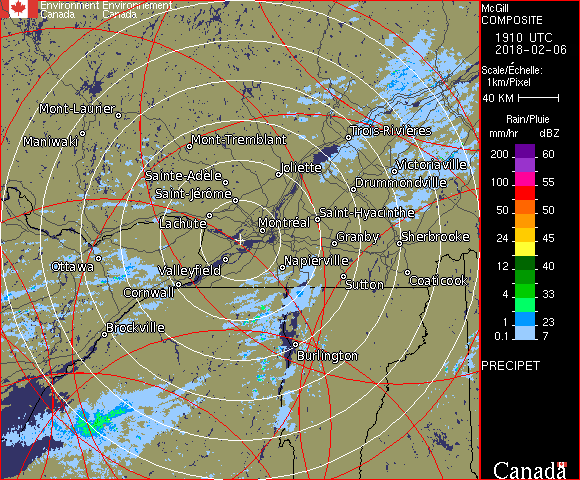 Environment Environnement
Canada Canada
McGill
COMPOSITE
1910 UTC
2018-02-06
Scale/Échelle:
1km/Pixel
40 KM
Rain/Pluie
mm/hr dBZ
200 60
100 55
50 50
24 45
12 40
4 33
1 23
0.1 7
PRECIPET
Canada
Mont-Laurier
Maniwaki
Mont-Tremblant
Trois-Rivières
Joliette
Victoriaville
Sainte-Adèle
Drummondville
Saint-Jérôme
Saint-Hyacinthe
Lachute
Montréal
Granby
Sherbrooke
Ottawa
Valleyfield
Napierville
Cornwall
Sutton
Coaticook
Brockville
Burlington